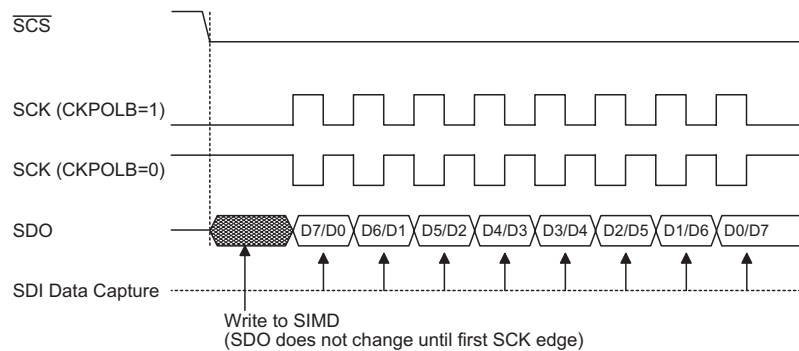 SCS
SCK (CKPOLB=1)
SCK (CKPOLB=0)
SDO
D7/D0 D6/D1 D5/D2 D4/D3 D3/D4 D2/D5 D1/D6 D0/D7
SDI Data Capture
Write to SIMD
(SDO does not change until first SCK edge)